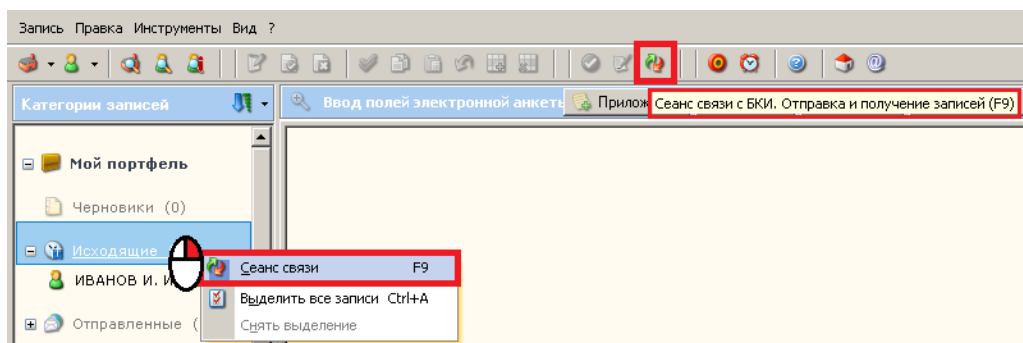 Запись Правка Инструменты Вид ?
Категории записей
Ввод полей электронной анкеты
Прилож
Сеанс связи с БКИ. Отправка и получение записей (F9)
Мой портфель
Черновики (0)
Исходящие
Сеанс связи F9
ИВАНОВ И. И
Выделить все записи Ctrl+A
Отправленные (
Снять выделение